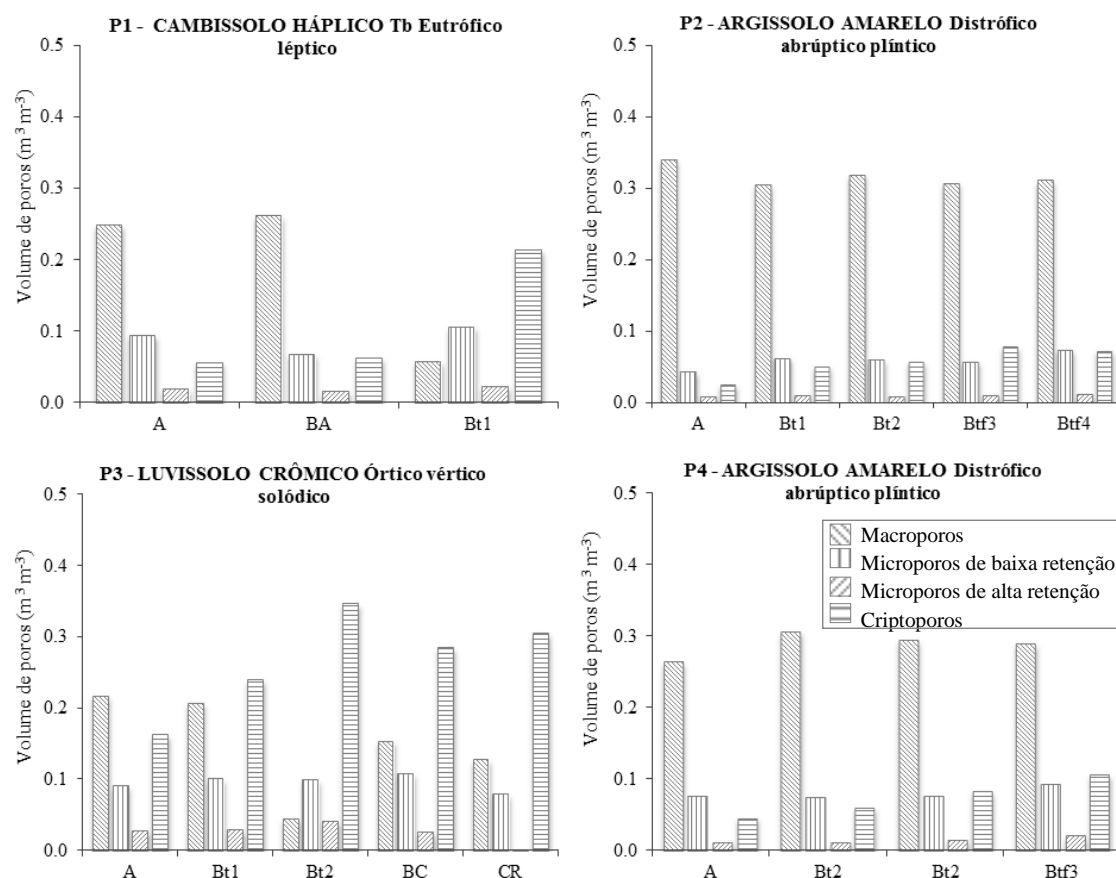 P1 - CAMBISSOLO HÁPLICO Tb Eutrófico
léptico
Volume de poros (m³ m⁻³)
0.5
0.4
0.3
0.2
0.1
0.0
A BA Bt1
P2 - ARGISSOLO AMARELO Distrófico
abrúptico plíntico
Volume de poros (m³ m⁻³)
0.5
0.4
0.3
0.2
0.1
0.0
A Bt1 Bt2 Btf3 Btf4
P3 - LUVISSOLO CRÔMICO Órtico vértico
solódico
Volume de poros (m³ m⁻³)
0.5
0.4
0.3
0.2
0.1
0.0
A Bt1 Bt2 BC CR
P4 - ARGISSOLO AMARELO Distrófico
abrúptico plíntico
Volume de poros (m³ m⁻³)
0.5
0.4
0.3
0.2
0.1
0.0
Macroporos
Microporos de baixa retenção
Microporos de alta retenção
Criptoporos
A Bt2 Bt2 Btf3